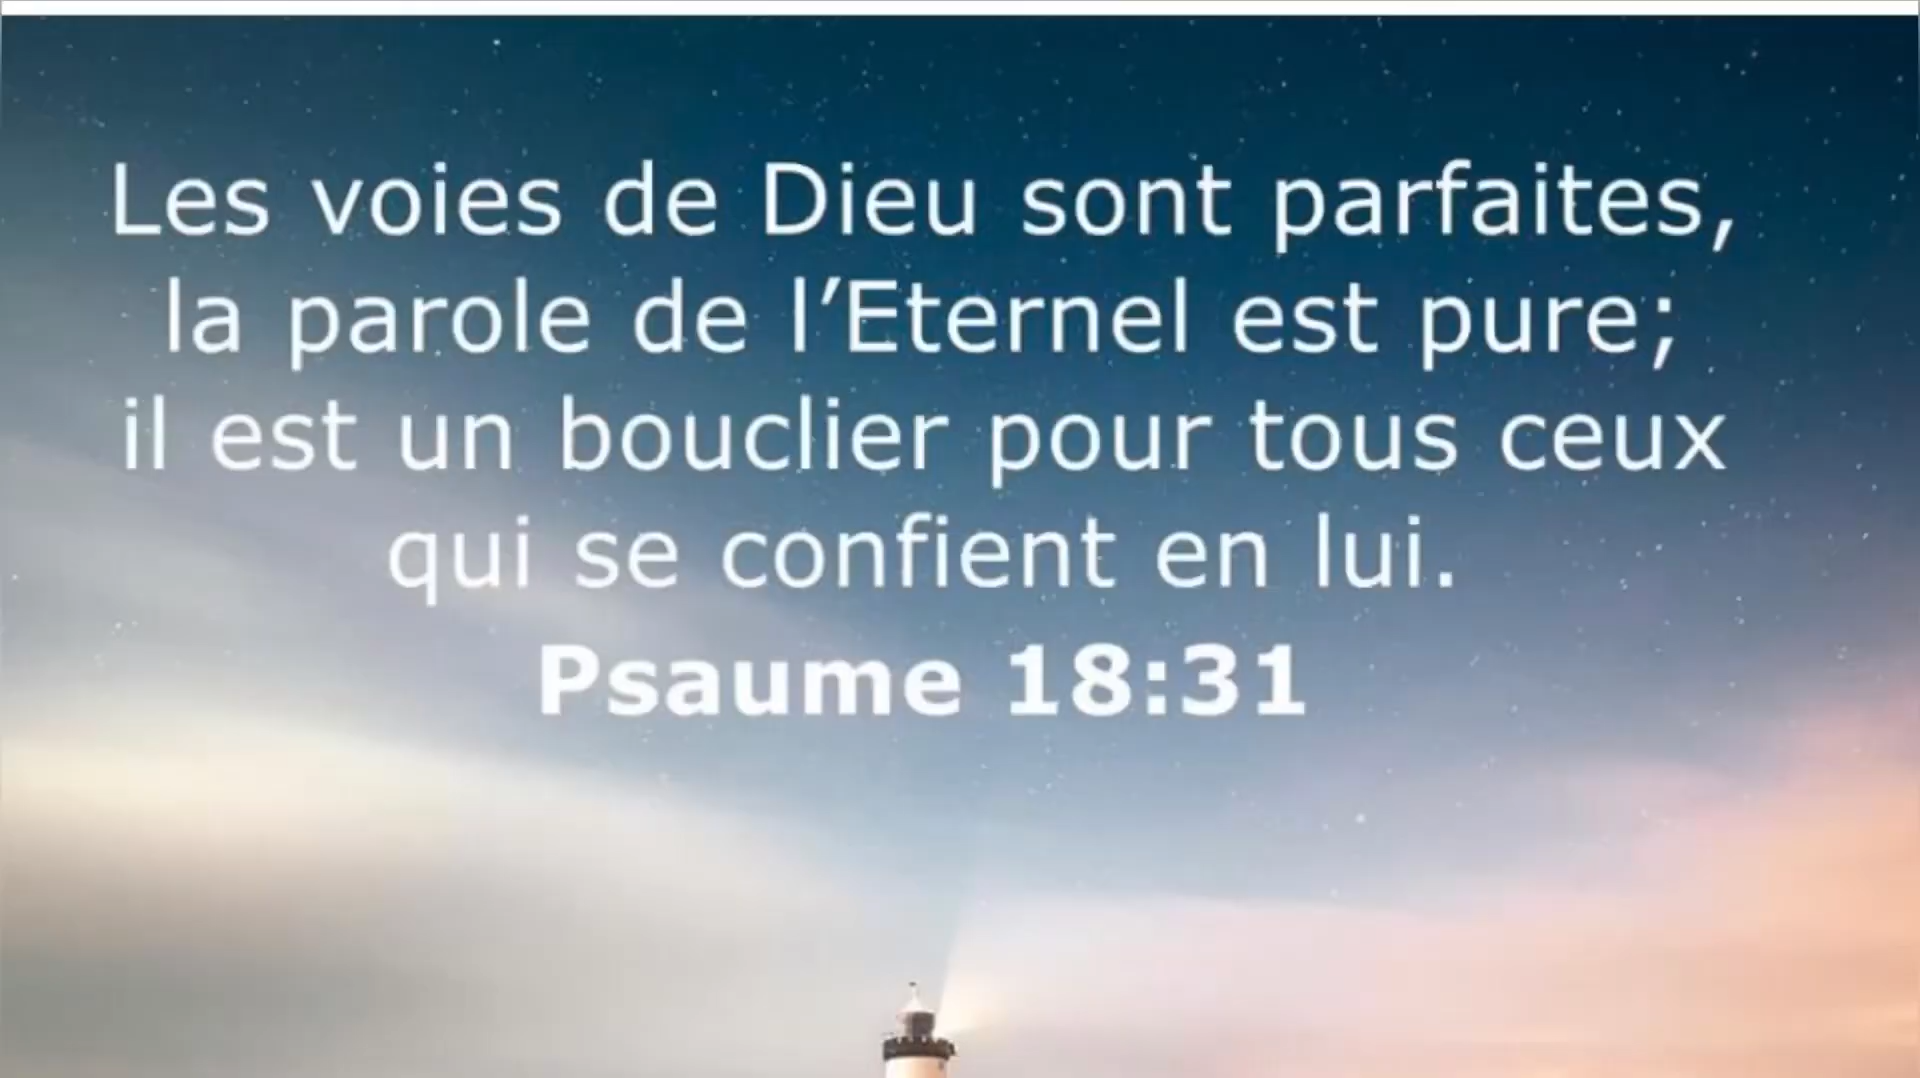 Les voies de Dieu sont parfaites,
la parole de l’Eternel est pure;
il est un bouclier pour tous ceux
qui se confient en lui.
Psaume 18:31